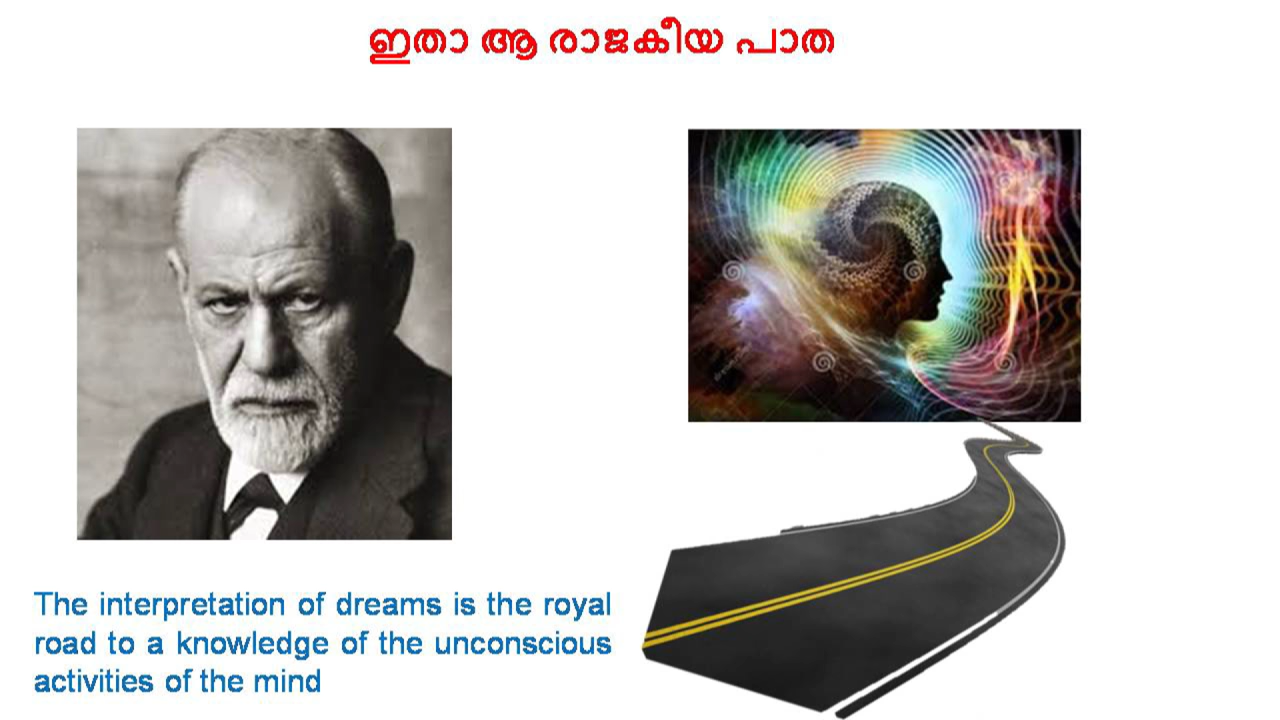 ഇതാ ആ രാജകീയ പാത
The interpretation of dreams is the royal
road to a knowledge of the unconscious
activities of the mind